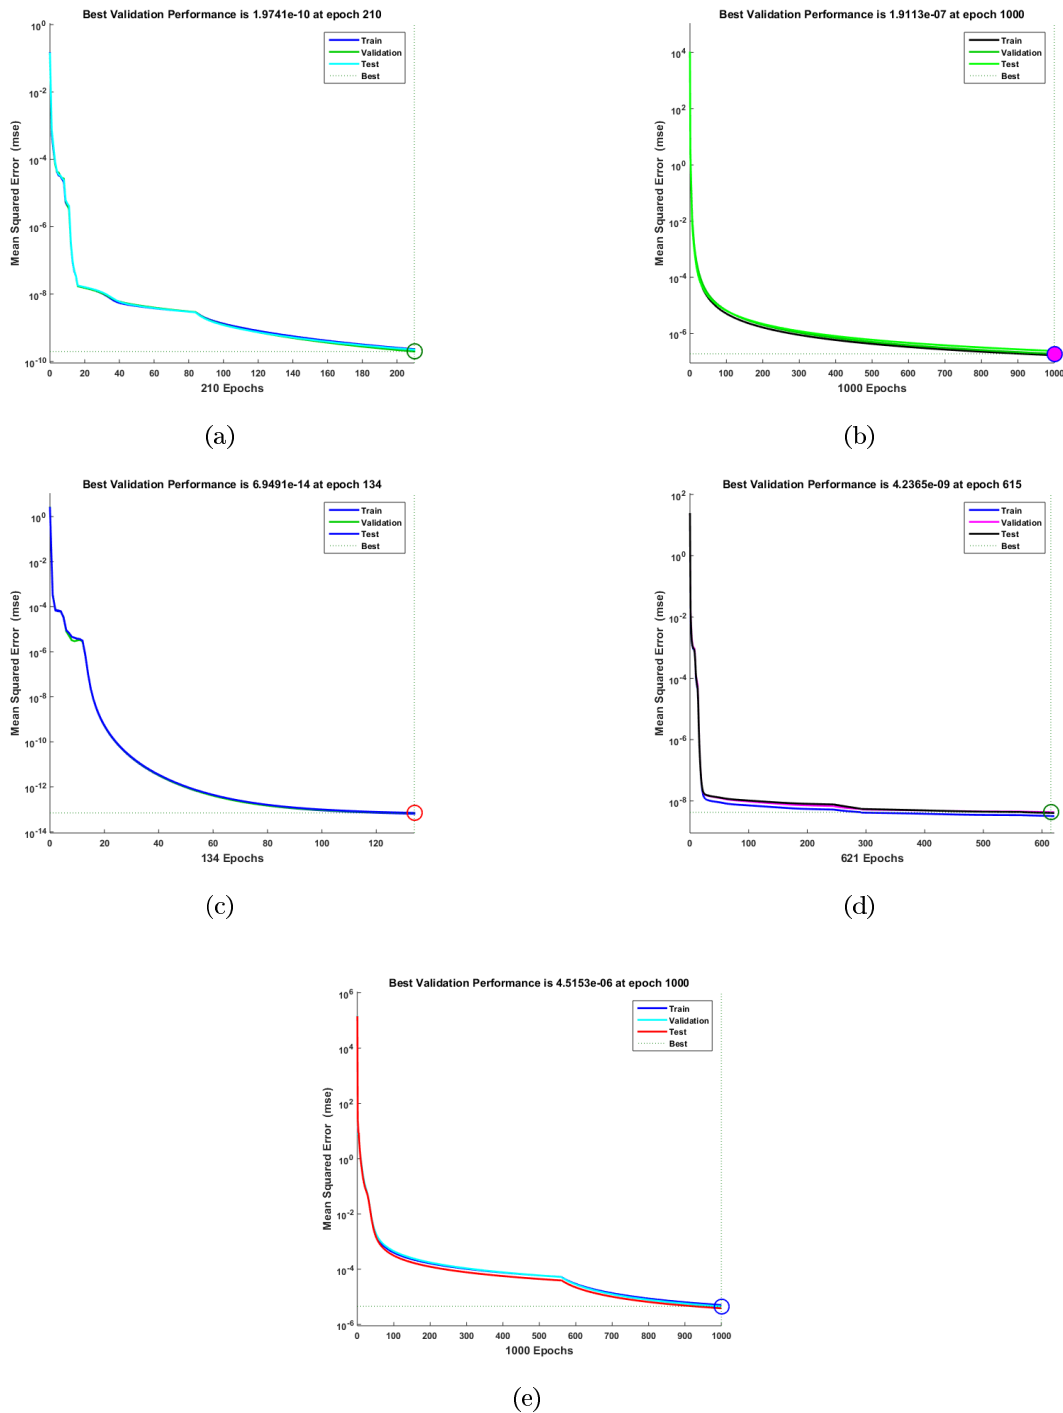 Best Validation Performance is 1.9741e-10 at epoch 210
Train
Validation
Test
Best
Mean Squared Error (mse)
10^0
10^-2
10^-4
10^-6
10^-8
10^-10
0 20 40 60 80 100 120 140 160 180 200
210 Epochs
(a)
Best Validation Performance is 1.9113e-07 at epoch 1000
Train
Validation
Test
Best
Mean Squared Error (mse)
10^4
10^2
10^0
10^-2
10^-4
10^-6
0 100 200 300 400 500 600 700 800 900 1000
1000 Epochs
(b)
Best Validation Performance is 6.9491e-14 at epoch 134
Train
Validation
Test
Best
Mean Squared Error (mse)
10^0
10^-2
10^-4
10^-6
10^-8
10^-10
10^-12
10^-14
0 20 40 60 80 100 120
134 Epochs
(c)
Best Validation Performance is 4.2365e-09 at epoch 615
Train
Validation
Test
Best
Mean Squared Error (mse)
10^2
10^0
10^-2
10^-4
10^-6
10^-8
0 100 200 300 400 500 600
621 Epochs
(d)
Best Validation Performance is 4.5153e-06 at epoch 1000
Train
Validation
Test
Best
Mean Squared Error (mse)
10^6
10^4
10^2
10^0
10^-2
10^-4
10^-6
0 100 200 300 400 500 600 700 800 900 1000
1000 Epochs
(e)